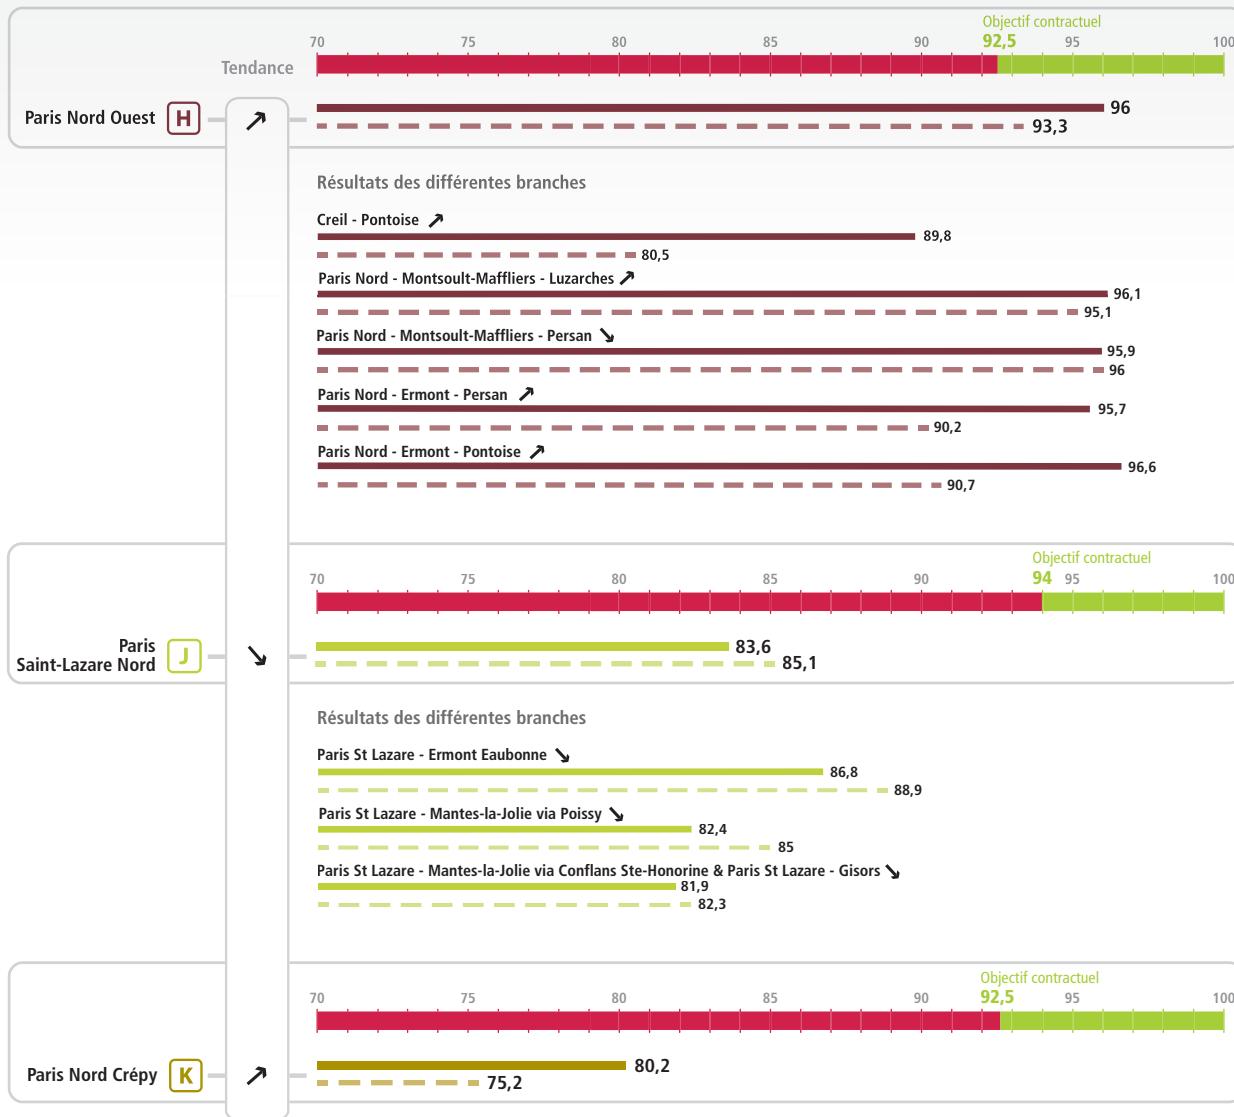 Objectif contractuel
70 75 80 85 90 92,5 95 100
Tendance
Paris Nord Ouest H
96
93,3
Résultats des différentes branches
Creil - Pontoise
89,8
80,5
Paris Nord - Montsoult-Maffliers - Luzarches
96,1
95,1
Paris Nord - Montsoult-Maffliers - Persan
95,9
96
Paris Nord - Ermont - Persan
95,7
90,2
Paris Nord - Ermont - Pontoise
96,6
90,7
Objectif contractuel
70 75 80 85 90 94 95 100
Paris
Saint-Lazare Nord J
83,6
85,1
Résultats des différentes branches
Paris St Lazare - Ermont Eaubonne
86,8
88,9
Paris St Lazare - Mantes-la-Jolie via Poissy
82,4
85
Paris St Lazare - Mantes-la-Jolie via Conflans Ste-Honorine & Paris St Lazare - Gisors
81,9
82,3
Objectif contractuel
70 75 80 85 90 92,5 95 100
Paris Nord Crépy K
80,2
75,2